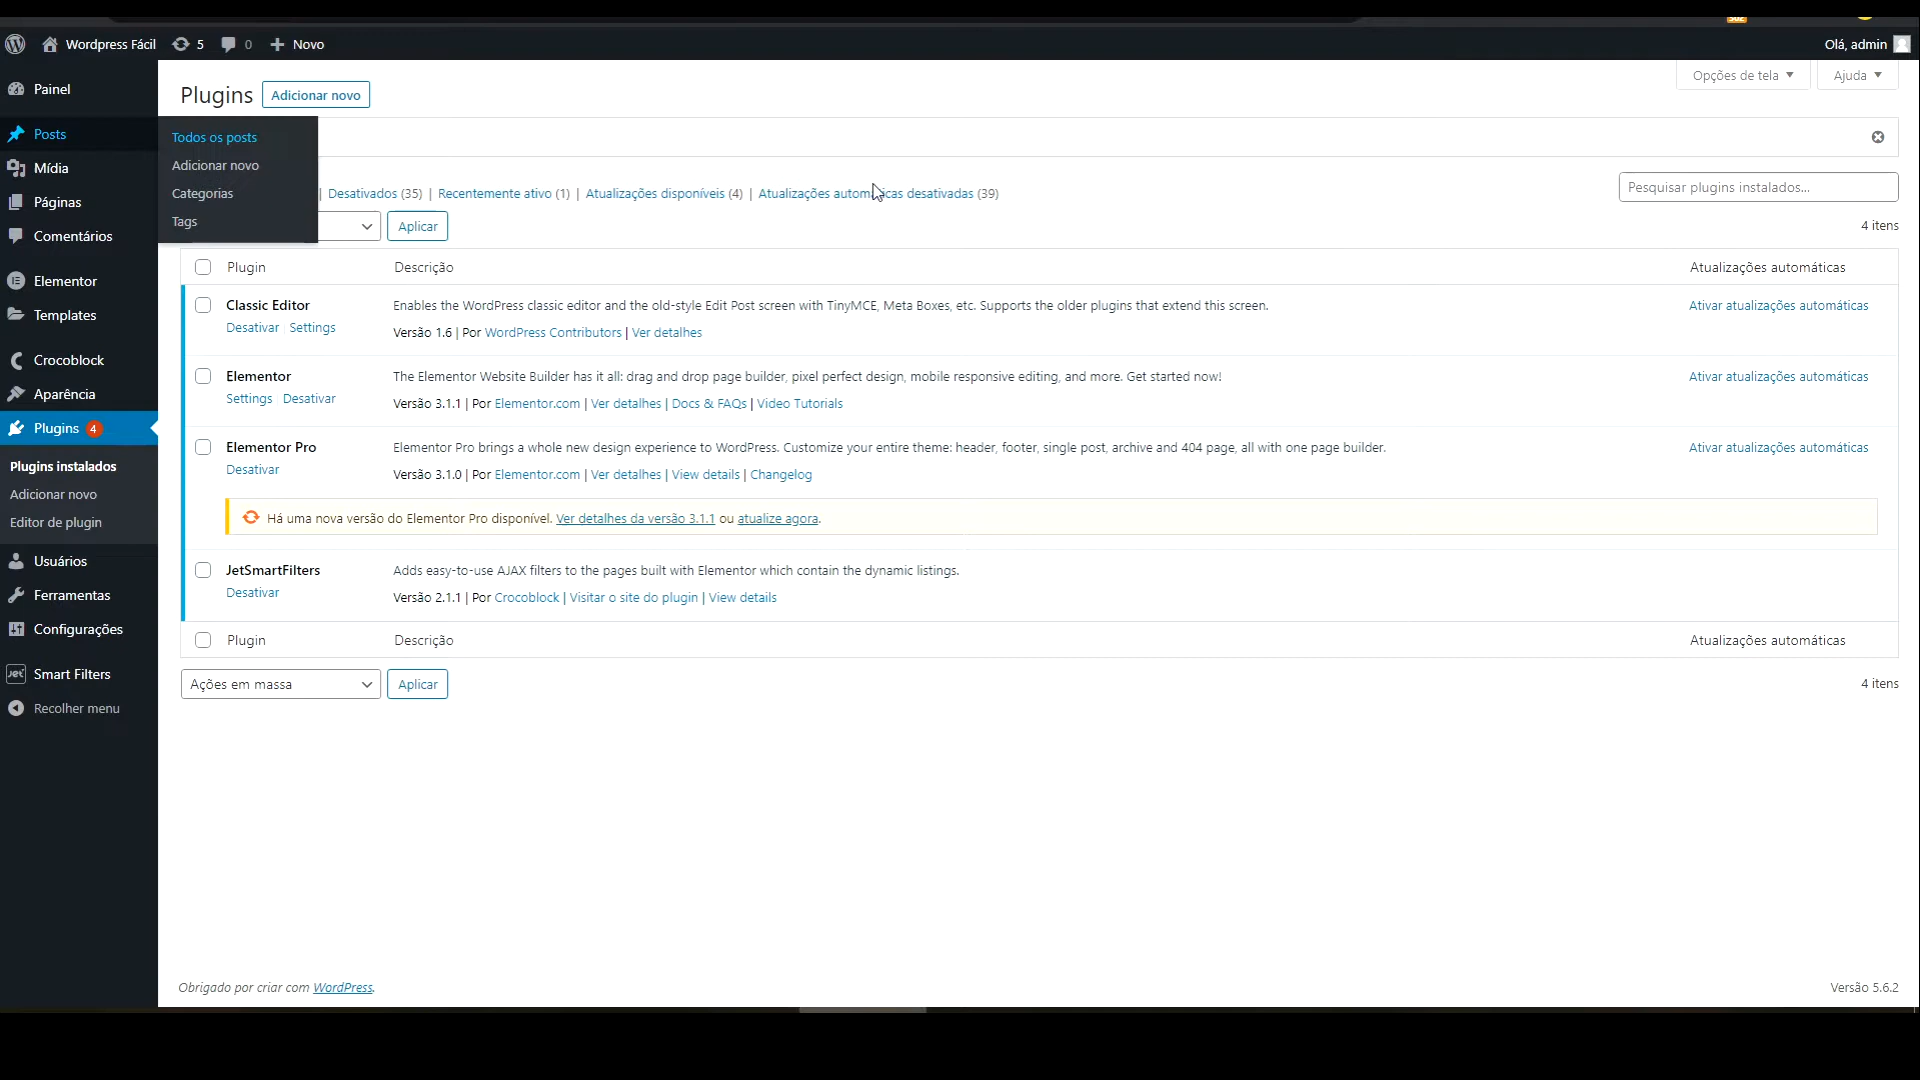 Wordpress Fácil 5 0 Novo
Olá, admin
Painel
Posts
Mídia
Páginas
Comentários
Elementor
Templates
Crocoblock
Aparência
Plugins 4
Plugins instalados
Adicionar novo
Editor de plugin
Usuários
Ferramentas
Configurações
Smart Filters
Recolher menu
Todos os posts
Adicionar novo
Categorias
Tags
Opções de tela
Ajuda
Plugins Adicionar novo
| Desativados (35) | Recentemente ativo (1) | Atualizações disponíveis (4) | Atualizações automáticas desativadas (39)
Pesquisar plugins instalados...
Aplicar
4 itens
Plugin Descrição Atualizações automáticas
Classic Editor
Desativar | Settings
Enables the WordPress classic editor and the old-style Edit Post screen with TinyMCE, Meta Boxes, etc. Supports the older plugins that extend this screen.
Versão 1.6 | Por WordPress Contributors | Ver detalhes
Ativar atualizações automáticas
Elementor
Settings Desativar
The Elementor Website Builder has it all: drag and drop page builder, pixel perfect design, mobile responsive editing, and more. Get started now!
Versão 3.1.1 | Por Elementor.com | Ver detalhes | Docs & FAQs | Video Tutorials
Ativar atualizações automáticas
Elementor Pro
Desativar
Elementor Pro brings a whole new design experience to WordPress. Customize your entire theme: header, footer, single post, archive and 404 page, all with one page builder.
Versão 3.1.0 | Por Elementor.com | Ver detalhes | View details | Changelog
Ativar atualizações automáticas
Há uma nova versão do Elementor Pro disponível. Ver detalhes da versão 3.1.1 ou atualize agora.
JetSmartFilters
Desativar
Adds easy-to-use AJAX filters to the pages built with Elementor which contain the dynamic listings.
Versão 2.1.1 | Por Crocoblock | Visitar o site do plugin | View details
Plugin Descrição Atualizações automáticas
Ações em massa
Aplicar
4 itens
Obrigado por criar com WordPress.
Versão 5.6.2